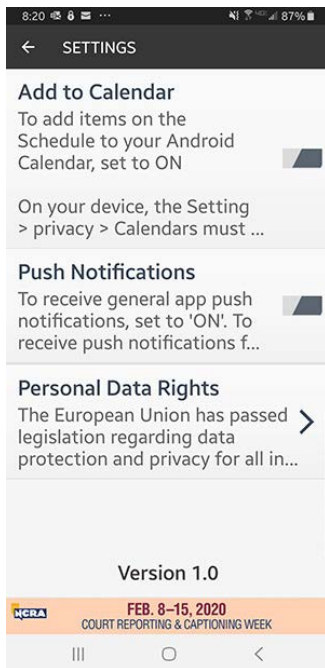 8:20 ... 87%
SETTINGS
Add to Calendar
To add items on the
Schedule to your Android
Calendar, set to ON
On your device, the Setting
> privacy > Calendars must ...
Push Notifications
To receive general app push
notifications, set to 'ON'. To
receive push notifications f...
Personal Data Rights
The European Union has passed
legislation regarding data
protection and privacy for all in...
Version 1.0
NCRA
FEB. 8–15, 2020
COURT REPORTING & CAPTIONING WEEK